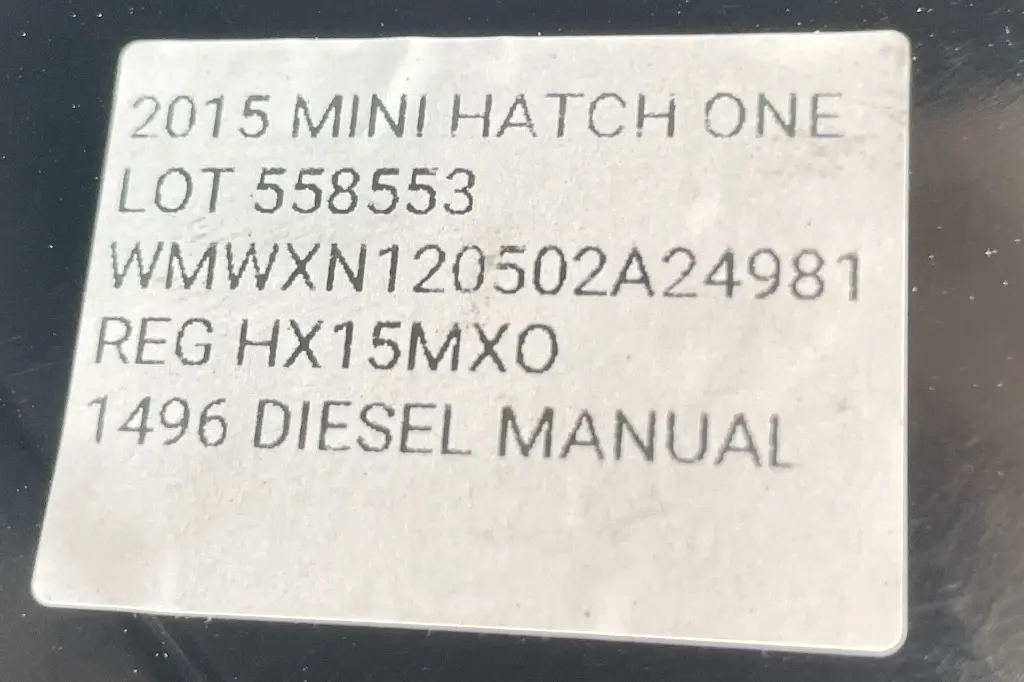 2015 MINI HATCH ONE
LOT 558553
WMWXN120502A24981
REG HX15MXO
1496 DIESEL MANUAL